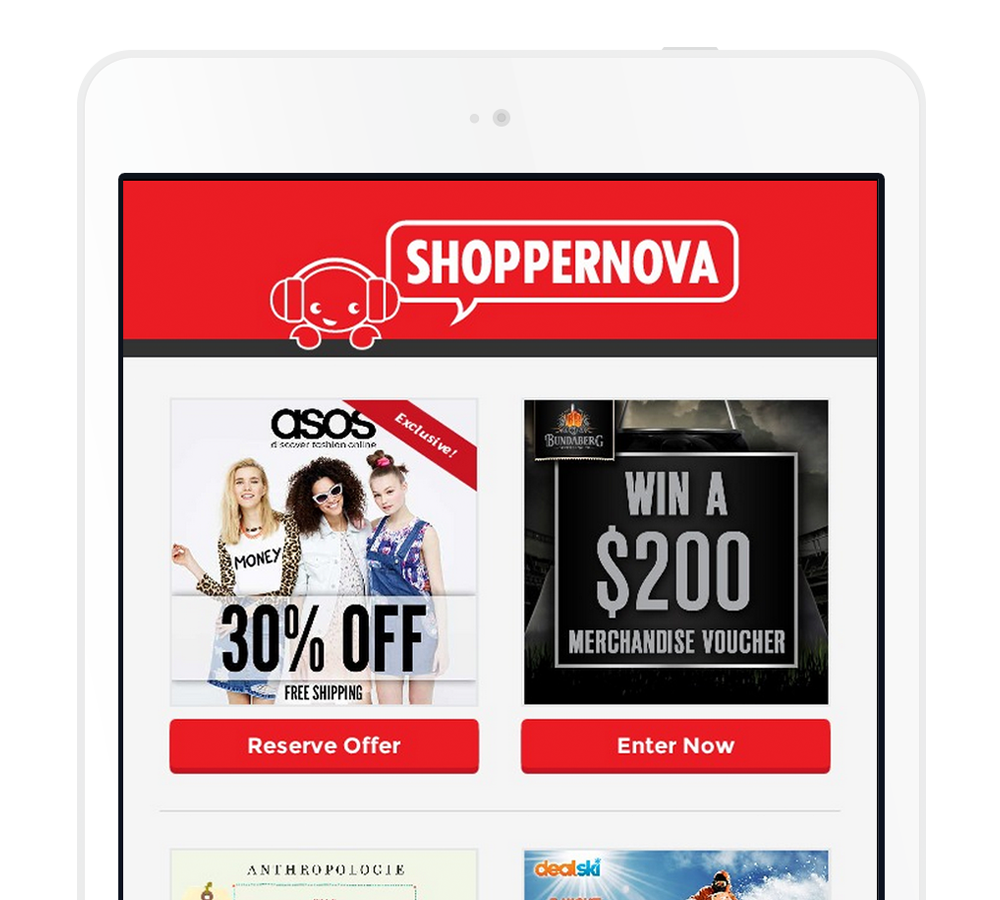 SHOPPERNOVA
asos
discover fashion online
Exclusive!
MONEY
30% OFF
FREE SHIPPING
Reserve Offer
BUNDABERG
WIN A
$200
MERCHANDISE VOUCHER
Enter Now
ANTHROPOLOGIE
dealski